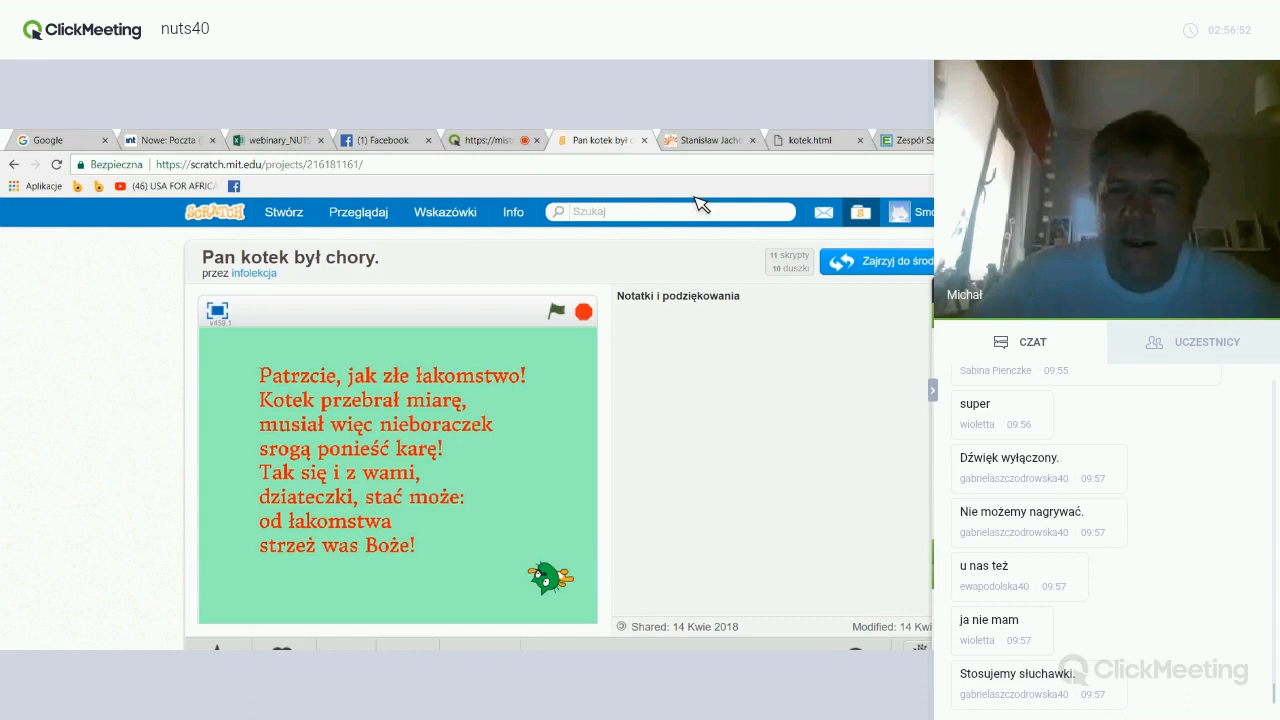 ClickMeeting
nuts40
02:56:52
Google
Nowe: Poczta
webinary_NUT
(1) Facebook
https://mist
Pan kotek był c
Stanisław Jacho
kotek.html
Zespół Sz
Bezpieczna
https://scratch.mit.edu/projects/216181161/
Aplikacje
(46) USA FOR AFRICA
SCRATCH
Stwórz
Przeglądaj
Wskazówki
Info
Szukaj
Smo
Pan kotek był chory.
przez infolekcja
11 skrypty
10 duszki
Zajrzyj do środ
v459.1
Patrzcie, jak złe łakomstwo!
Kotek przebrał miarę,
musiał więc nieboraczek
srogą ponieść karę!
Tak się i z wami,
dziateczki, stać może:
od łakomstwa
strzeż was Boże!
Notatki i podziękowania
Shared: 14 Kwie 2018
Modified: 14 Kwi
Michał
CZAT
UCZESTNICY
Sabina Pienczke 09:55
super
wioletta 09:56
Dźwięk wyłączony.
gabrielaszczodrowska40 09:57
Nie możemy nagrywać.
gabrielaszczodrowska40 09:57
u nas też
ewapodolska40 09:57
ja nie mam
wioletta 09:57
Stosujemy słuchawki.
gabrielaszczodrowska40 09:57
ClickMeeting